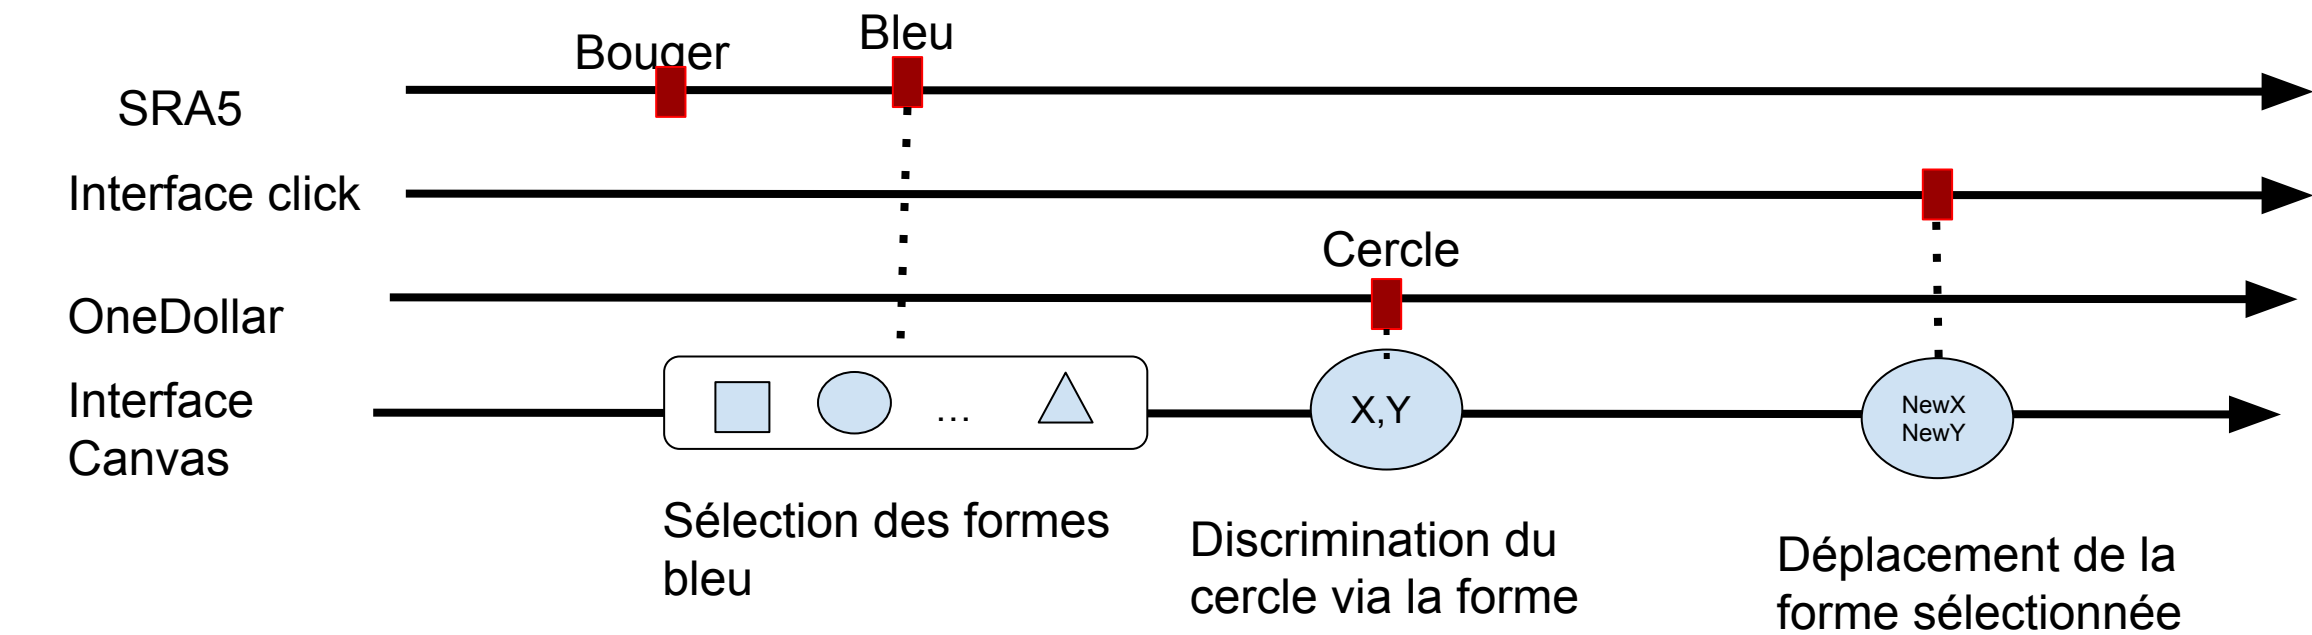 Bouger
Bleu
SRA5
Interface click
Cercle
OneDollar
Interface
Canvas
...
X,Y
NewX
NewY
Sélection des formes
bleu
Discrimination du
cercle via la forme
Déplacement de la
forme sélectionnée